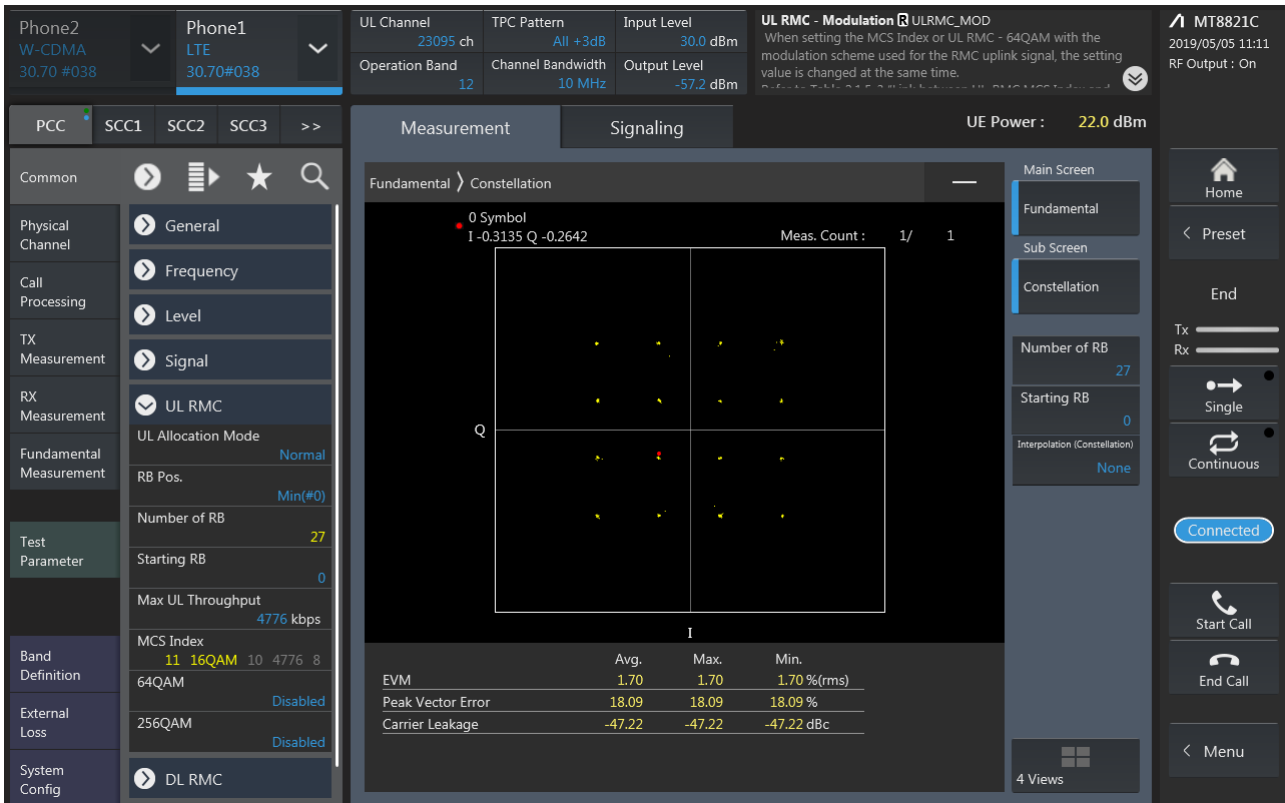 Phone2
W-CDMA
30.70 #038
Phone1
LTE
30.70#038
UL Channel
23095 ch
TPC Pattern
All +3dB
Input Level
30.0 dBm
Operation Band
12
Channel Bandwidth
10 MHz
Output Level
-57.2 dBm
UL RMC - Modulation R ULRMC_MOD
When setting the MCS Index or UL RMC - 64QAM with the
modulation scheme used for the RMC uplink signal, the setting
value is changed at the same time.
MT8821C
2019/05/05 11:11
RF Output : On
PCC SCC1 SCC2 SCC3 >>
Measurement
Signaling
UE Power : 22.0 dBm
Common
Physical
Channel
Call
Processing
TX
Measurement
RX
Measurement
Fundamental
Measurement
Test
Parameter
Band
Definition
External
Loss
System
Config
General
Frequency
Level
Signal
UL RMC
UL Allocation Mode
Normal
RB Pos.
Min(#0)
Number of RB
27
Starting RB
0
Max UL Throughput
4776 kbps
MCS Index
11 16QAM 10 4776 8
64QAM
Disabled
256QAM
Disabled
DL RMC
Fundamental ⟩ Constellation
0 Symbol
I -0.3135 Q -0.2642
Meas. Count : 1/ 1
Q
I
Avg. Max. Min.
EVM 1.70 1.70 1.70 %(rms)
Peak Vector Error 18.09 18.09 18.09 %
Carrier Leakage -47.22 -47.22 -47.22 dBc
Main Screen
Fundamental
Sub Screen
Constellation
Number of RB
27
Starting RB
0
Interpolation (Constellation)
None
4 Views
Home
< Preset
End
Tx
Rx
Single
Continuous
Connected
Start Call
End Call
< Menu